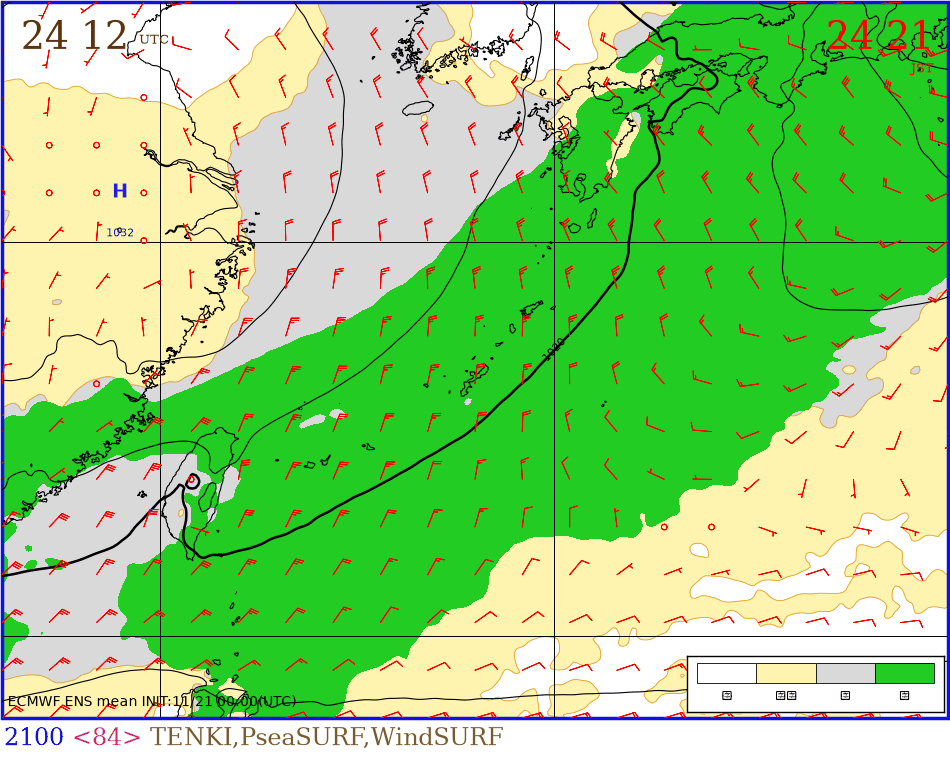 24 12 UTC
24 21
JST
H
1032
1020
ECMWF ENS mean INIT:11/21 00:00(UTC)
2100 <84> TENKI,PseaSURF,WindSURF